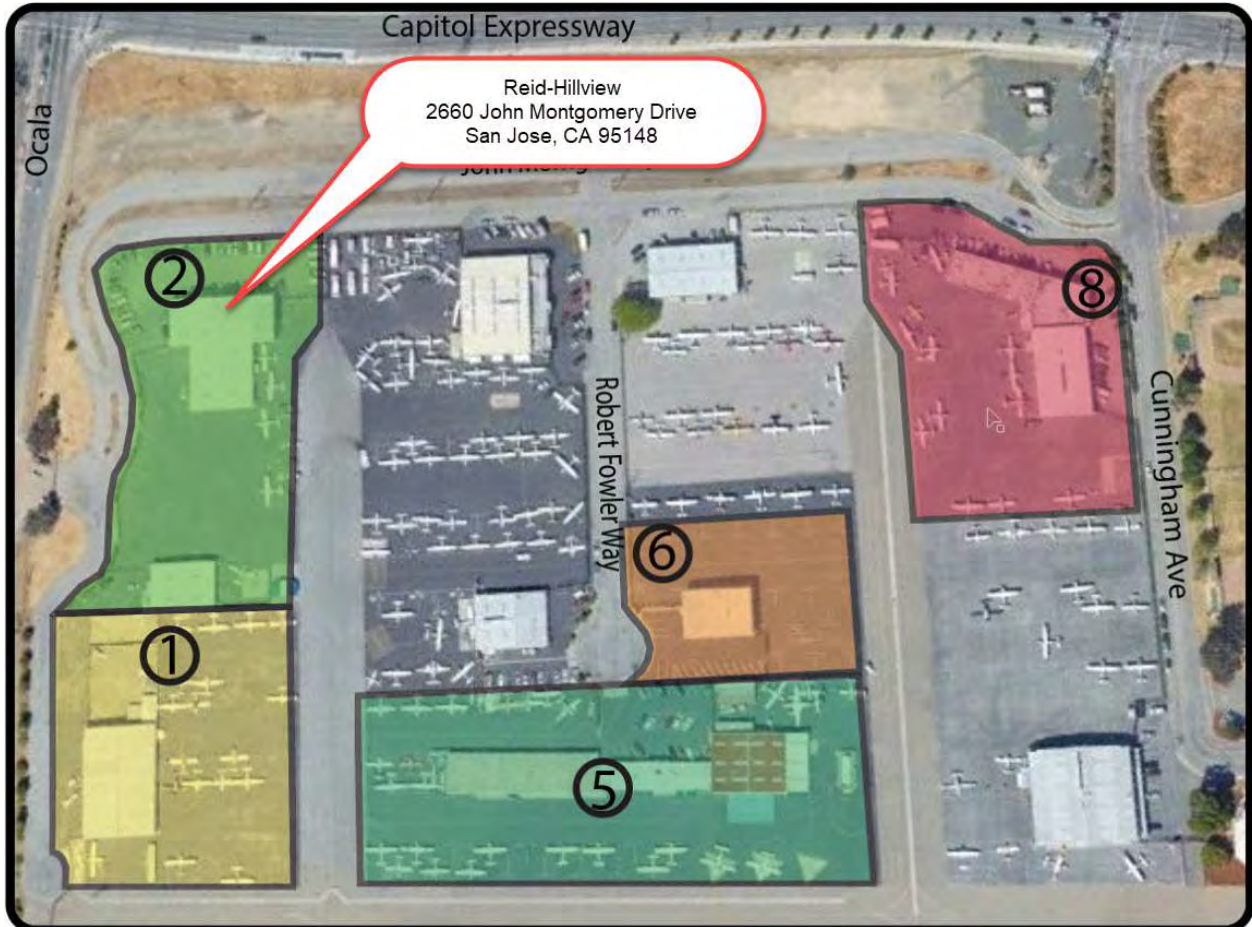 Capitol Expressway
Reid-Hillview
2660 John Montgomery Drive
San Jose, CA 95148
Ocala
2
8
Robert Fowler Way
Cunningham Ave
6
1
5